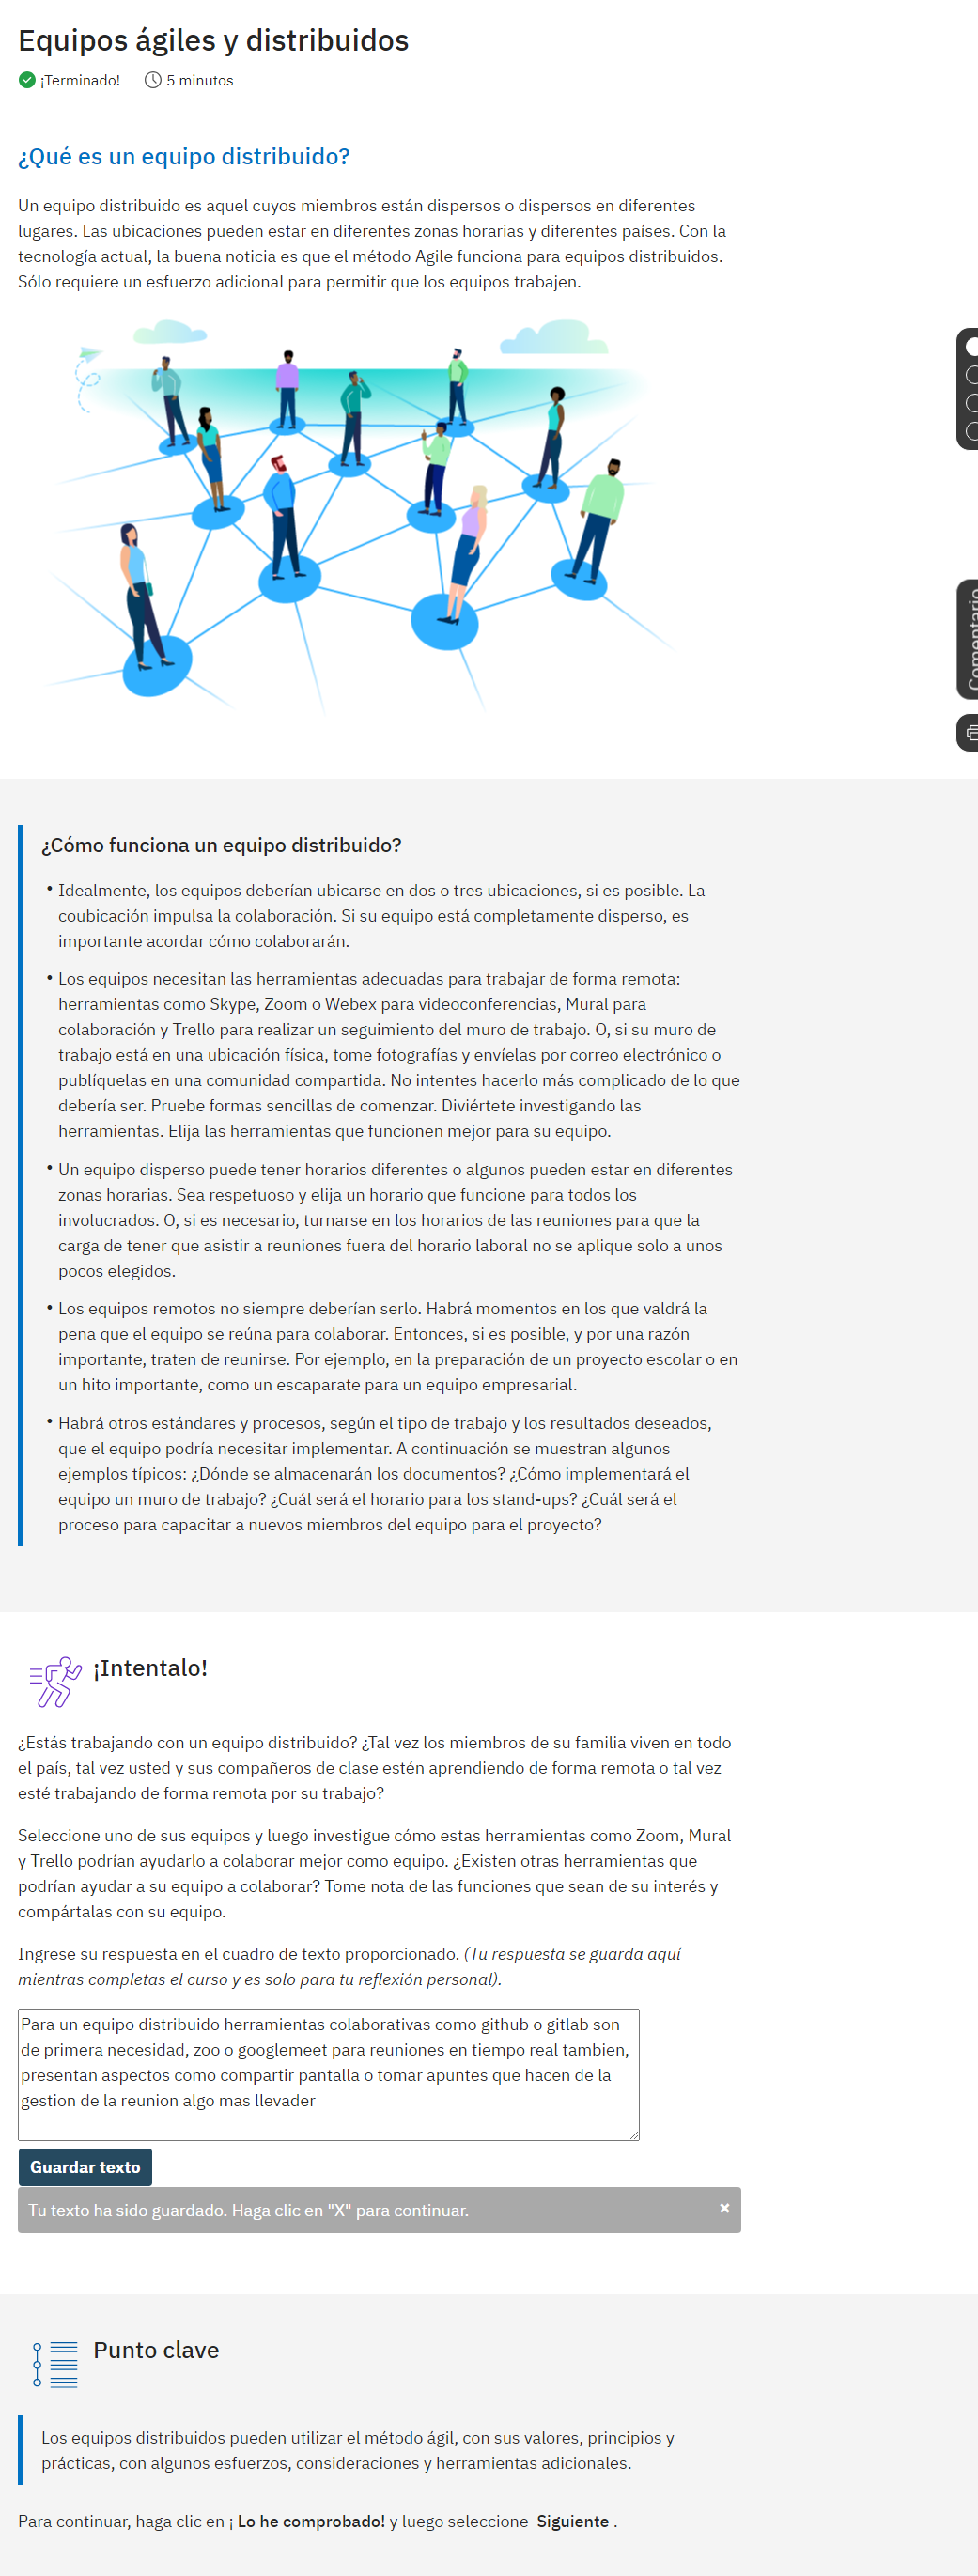 Equipos ágiles y distribuidos
¡Terminado! 5 minutos
¿Qué es un equipo distribuido?
Un equipo distribuido es aquel cuyos miembros están dispersos o dispersos en diferentes
lugares. Las ubicaciones pueden estar en diferentes zonas horarias y diferentes países. Con la
tecnología actual, la buena noticia es que el método Agile funciona para equipos distribuidos.
Sólo requiere un esfuerzo adicional para permitir que los equipos trabajen.
Comentario
¿Cómo funciona un equipo distribuido?
• Idealmente, los equipos deberían ubicarse en dos o tres ubicaciones, si es posible. La
coubicación impulsa la colaboración. Si su equipo está completamente disperso, es
importante acordar cómo colaborarán.
• Los equipos necesitan las herramientas adecuadas para trabajar de forma remota:
herramientas como Skype, Zoom o Webex para videoconferencias, Mural para
colaboración y Trello para realizar un seguimiento del muro de trabajo. O, si su muro de
trabajo está en una ubicación física, tome fotografías y envíelas por correo electrónico o
publíquelas en una comunidad compartida. No intentes hacerlo más complicado de lo que
debería ser. Pruebe formas sencillas de comenzar. Diviértete investigando las
herramientas. Elija las herramientas que funcionen mejor para su equipo.
• Un equipo disperso puede tener horarios diferentes o algunos pueden estar en diferentes
zonas horarias. Sea respetuoso y elija un horario que funcione para todos los
involucrados. O, si es necesario, turnarse en los horarios de las reuniones para que la
carga de tener que asistir a reuniones fuera del horario laboral no se aplique solo a unos
pocos elegidos.
• Los equipos remotos no siempre deberían serlo. Habrá momentos en los que valdrá la
pena que el equipo se reúna para colaborar. Entonces, si es posible, y por una razón
importante, traten de reunirse. Por ejemplo, en la preparación de un proyecto escolar o en
un hito importante, como un escaparate para un equipo empresarial.
• Habrá otros estándares y procesos, según el tipo de trabajo y los resultados deseados,
que el equipo podría necesitar implementar. A continuación se muestran algunos
ejemplos típicos: ¿Dónde se almacenarán los documentos? ¿Cómo implementará el
equipo un muro de trabajo? ¿Cuál será el horario para los stand-ups? ¿Cuál será el
proceso para capacitar a nuevos miembros del equipo para el proyecto?
¡Intentalo!
¿Estás trabajando con un equipo distribuido? ¿Tal vez los miembros de su familia viven en todo
el país, tal vez usted y sus compañeros de clase estén aprendiendo de forma remota o tal vez
esté trabajando de forma remota por su trabajo?
Seleccione uno de sus equipos y luego investigue cómo estas herramientas como Zoom, Mural
y Trello podrían ayudarlo a colaborar mejor como equipo. ¿Existen otras herramientas que
podrían ayudar a su equipo a colaborar? Tome nota de las funciones que sean de su interés y
compártalas con su equipo.
Ingrese su respuesta en el cuadro de texto proporcionado. (Tu respuesta se guarda aquí
mientras completas el curso y es solo para tu reflexión personal).
Para un equipo distribuido herramientas colaborativas como github o gitlab son
de primera necesidad, zoo o googlemeet para reuniones en tiempo real tambien,
presentan aspectos como compartir pantalla o tomar apuntes que hacen de la
gestion de la reunion algo mas llevader
Guardar texto
Tu texto ha sido guardado. Haga clic en "X" para continuar. ×
Punto clave
Los equipos distribuidos pueden utilizar el método ágil, con sus valores, principios y
prácticas, con algunos esfuerzos, consideraciones y herramientas adicionales.
Para continuar, haga clic en ¡ Lo he comprobado! y luego seleccione Siguiente .